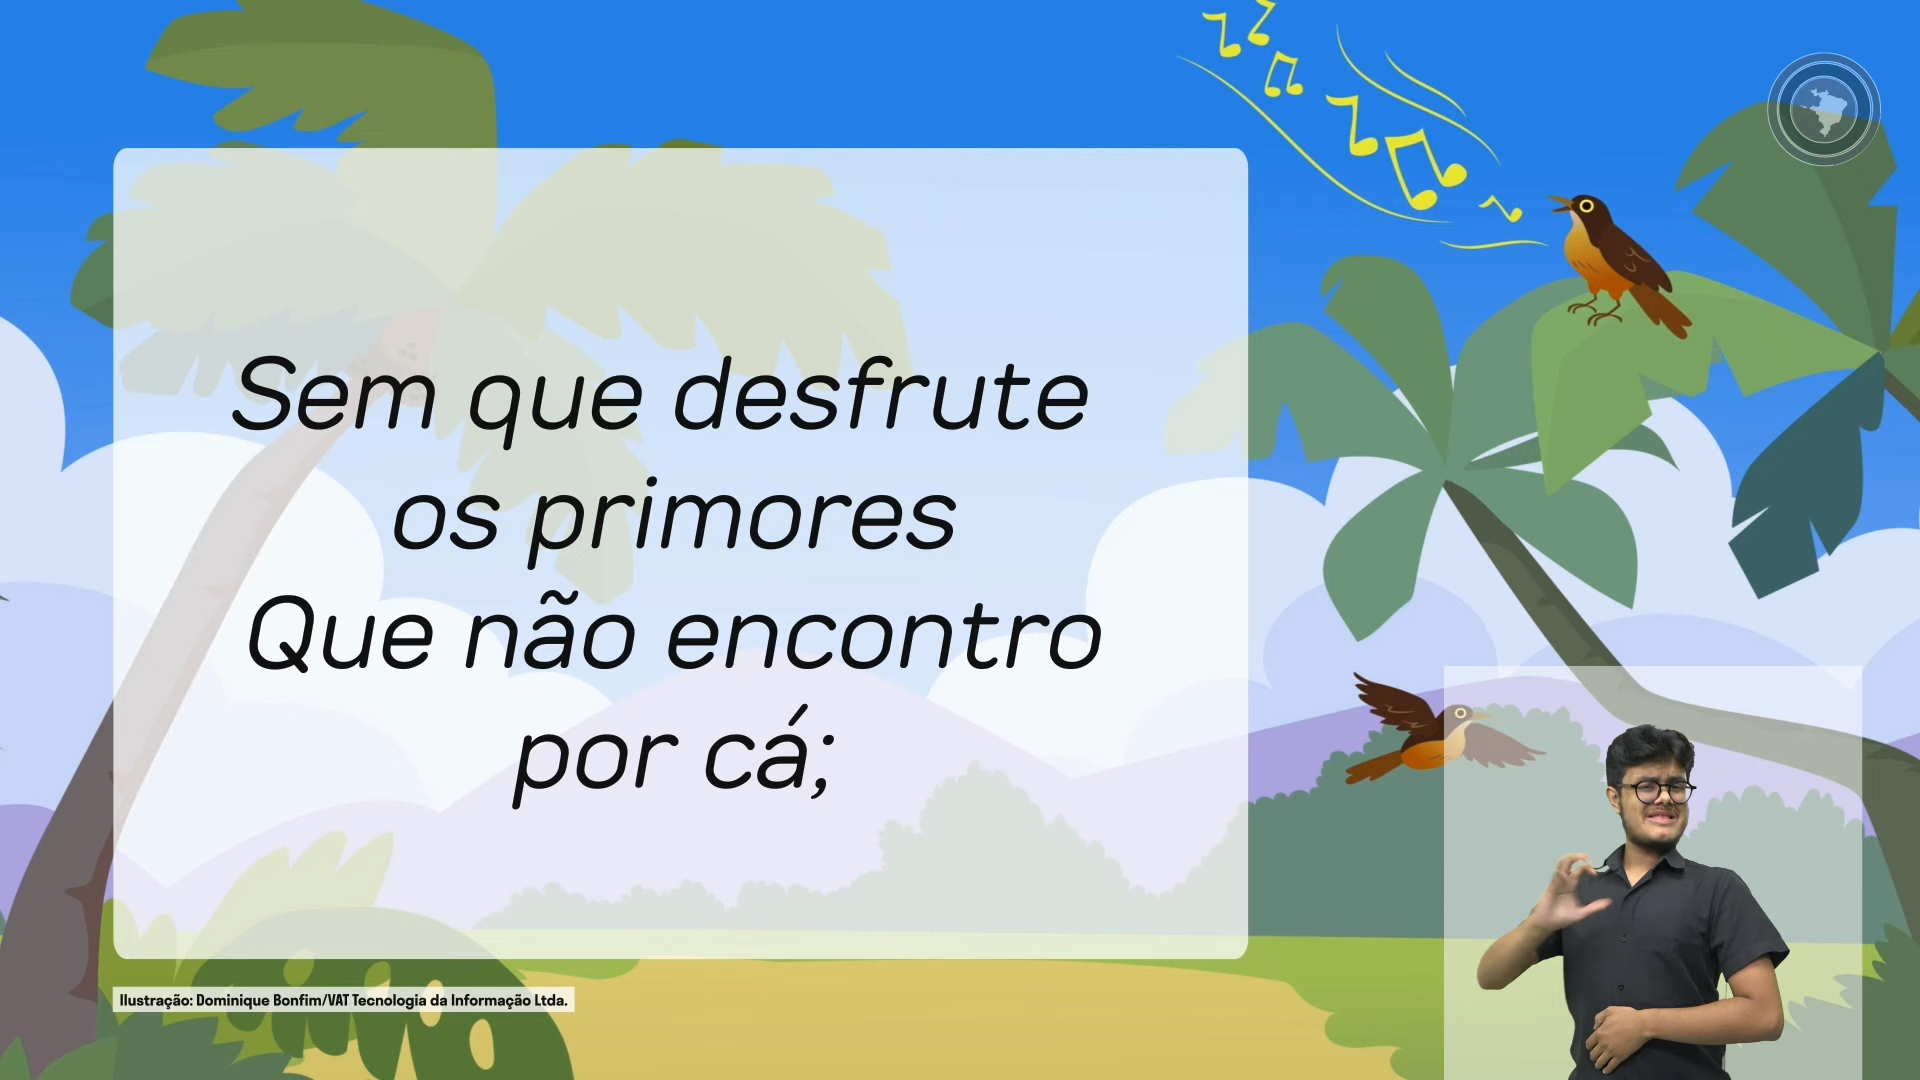 Sem que desfrute
os primores
Que não encontro
por cá;
Ilustração: Dominique Bonfim/VAT Tecnologia da Informação Ltda.